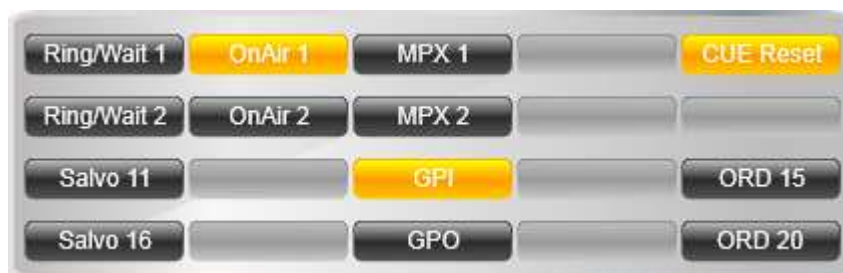 Ring/Wait 1 OnAir 1 MPX 1 CUE Reset
Ring/Wait 2 OnAir 2 MPX 2
Salvo 11 GPI ORD 15
Salvo 16 GPO ORD 20